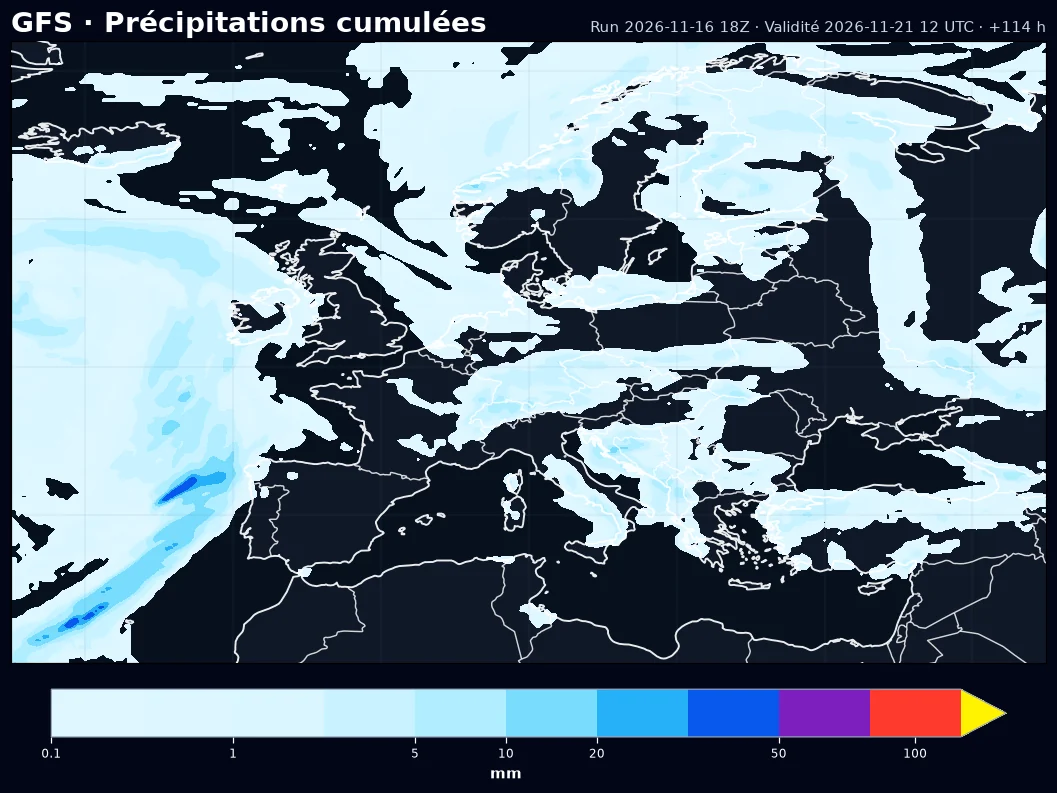 GFS · Précipitations cumulées
Run 2026-11-16 18Z · Validité 2026-11-21 12 UTC · +114 h
0.1 1 5 10 20 50 100
mm